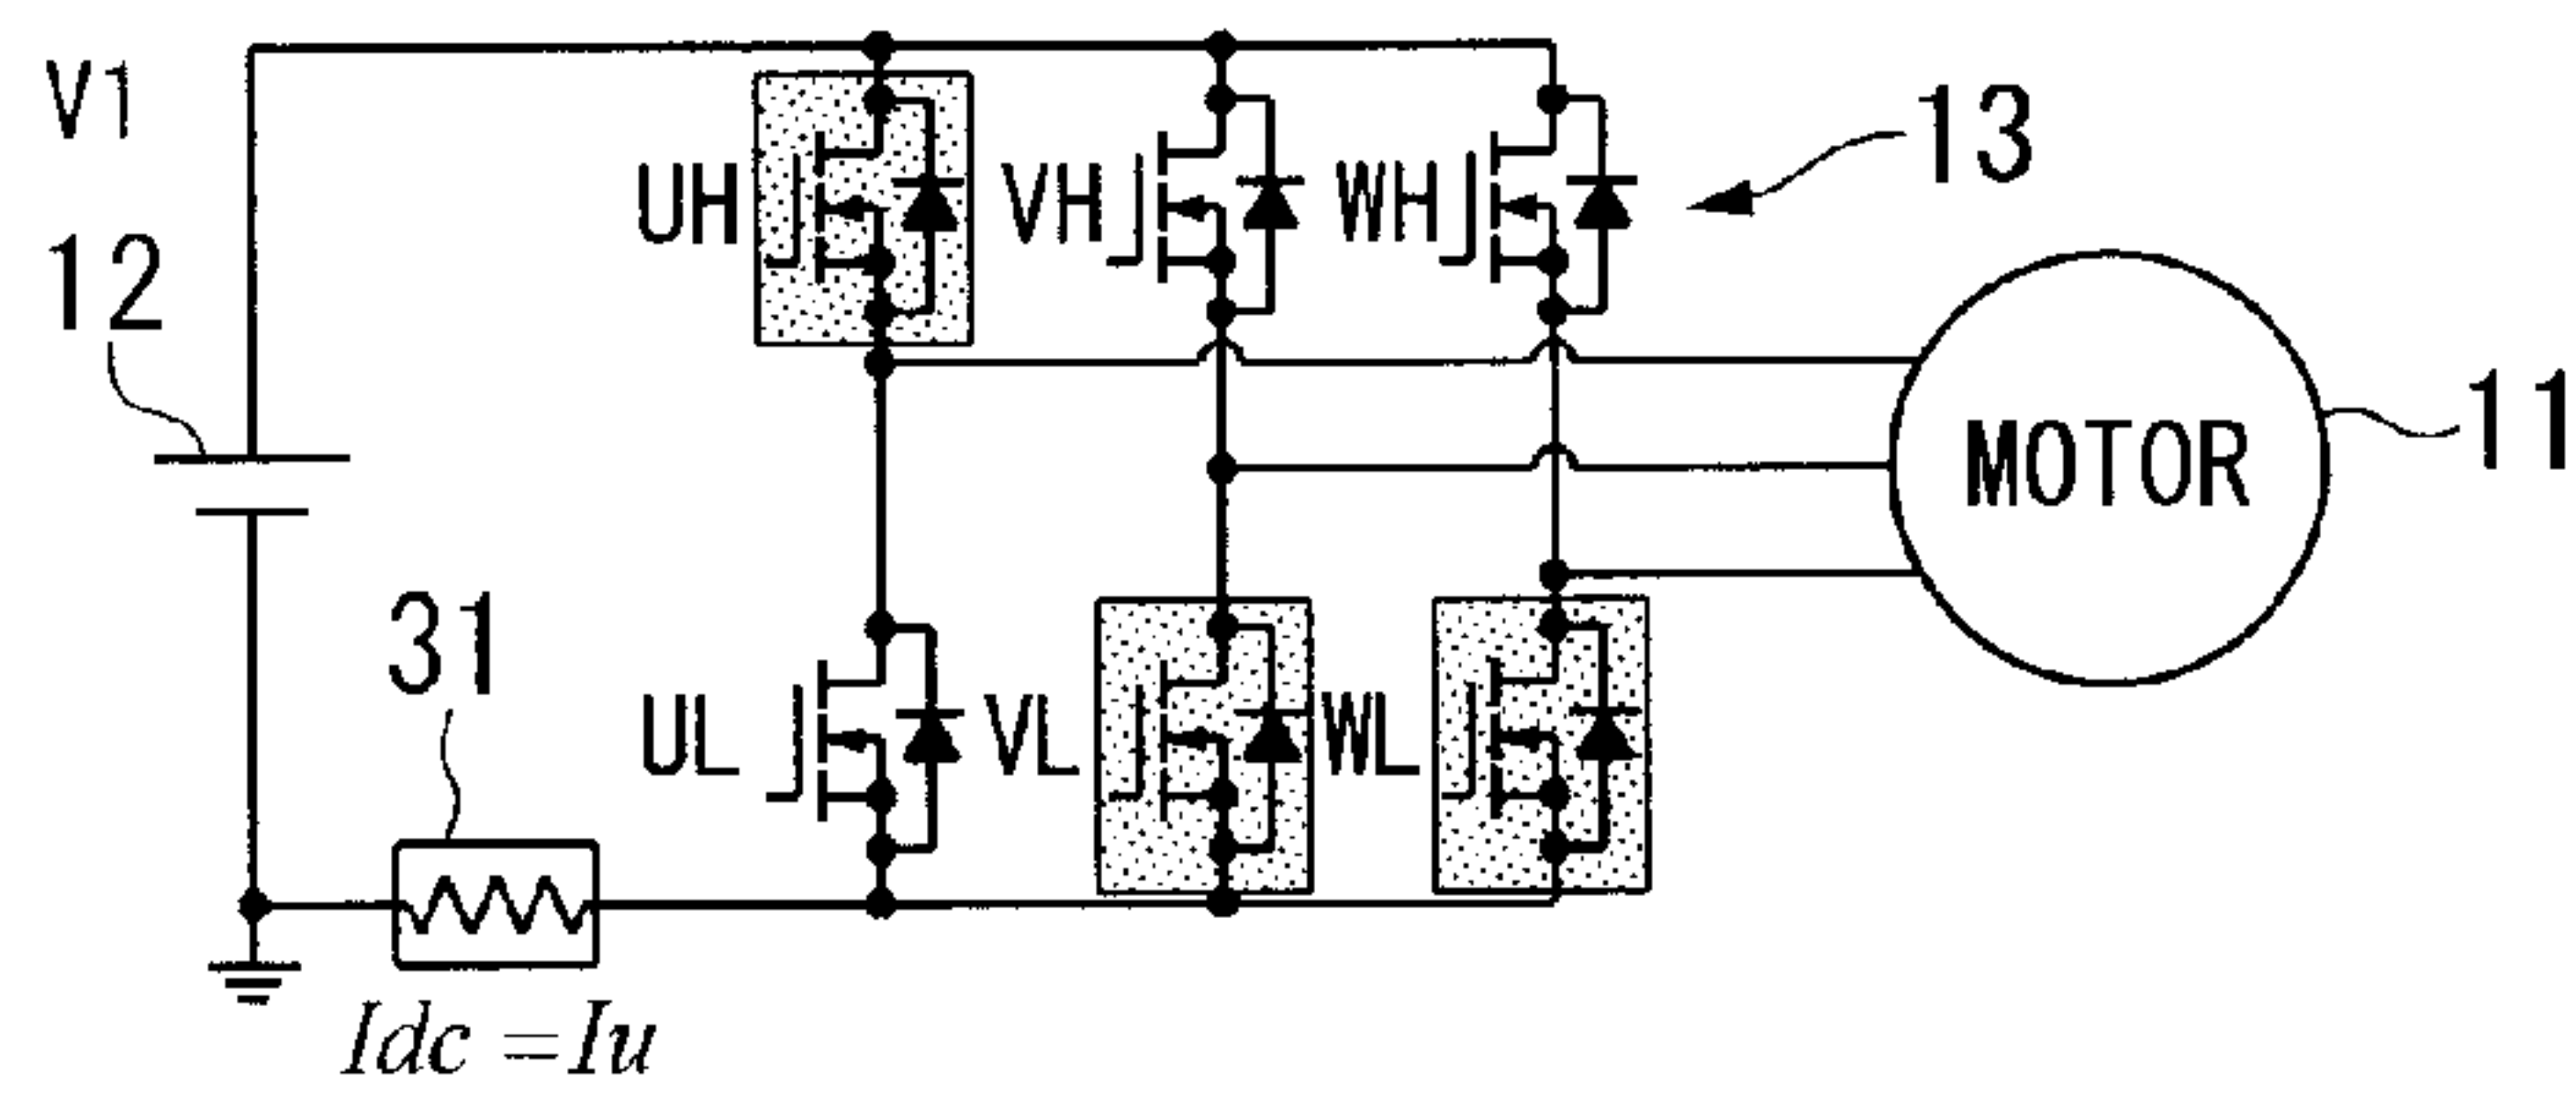 V1
13
UH
VH
WH
12
11
MOTOR
31
UL
VL
WL
Idc = Iu